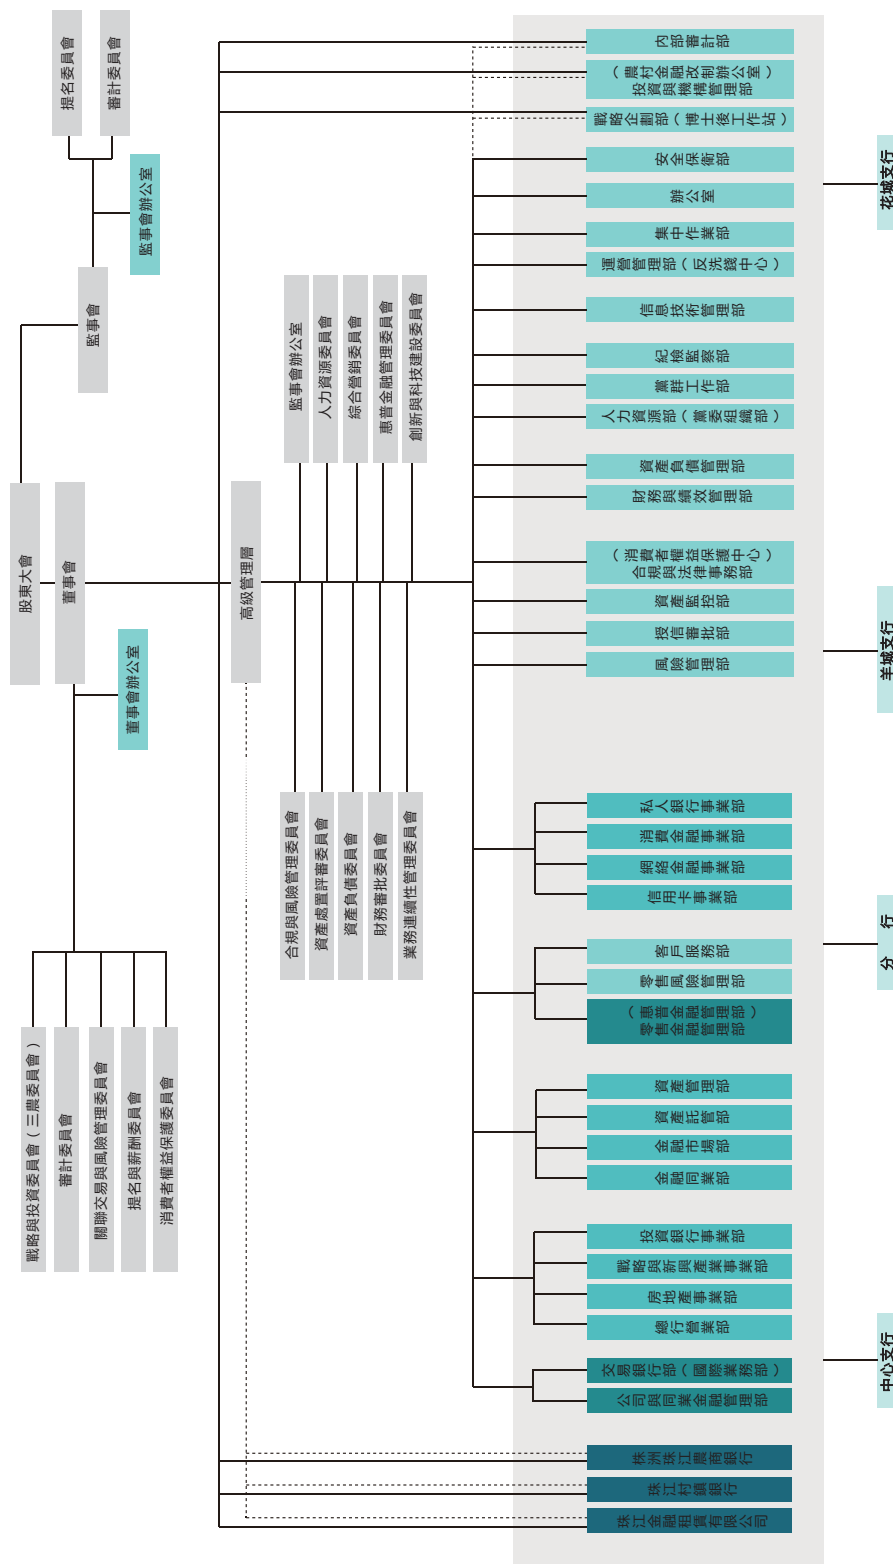 股東大會
監事會
監事會辦公室
提名委員會
審計委員會
董事會
董事會辦公室
戰略與投資委員會(三農委員會)
審計委員會
關聯交易與風險管理委員會
提名與薪酬委員會
消費者權益保護委員會
高級管理層
監事會辦公室
人力資源委員會
綜合營銷委員會
惠普金融管理委員會
創新與科技建設委員會
合規與風險管理委員會
資產處置評審委員會
資產負債委員會
財務審批委員會
業務連續性管理委員會
珠江金融租賃有限公司
珠江村鎮銀行
株洲珠江農商銀行
公司與同業金融管理部
交易銀行部(國際業務部)
總行營業部
房地產事業部
戰略與新興產業事業部
投資銀行事業部
金融同業部
金融市場部
資產託管部
資產管理部
(惠普金融管理部)
零售金融管理部
零售風險管理部
客戶服務部
信用卡事業部
網絡金融事業部
消費金融事業部
私人銀行事業部
風險管理部
授信審批部
資產監控部
(消費者權益保護中心)
合規與法律事務部
財務與績效管理部
資產負債管理部
人力資源部(黨委組織部)
黨群工作部
紀檢監察部
信息技術管理部
運營管理部(反洗錢中心)
集中作業部
辦公室
安全保衛部
戰略企劃部(博士後工作站)
(農村金融改制辦公室)
投資與機構管理部
內部審計部
中心支行
分 行
羊城支行
花城支行